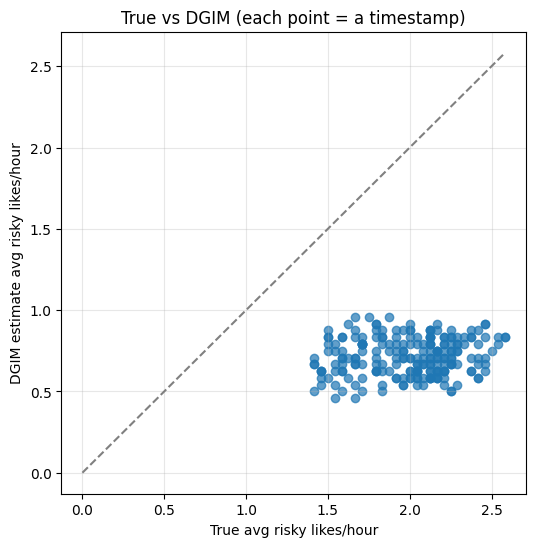 True vs DGIM (each point = a timestamp)
DGIM estimate avg risky likes/hour
2.5
2.0
1.5
1.0
0.5
0.0
0.0 0.5 1.0 1.5 2.0 2.5
True avg risky likes/hour